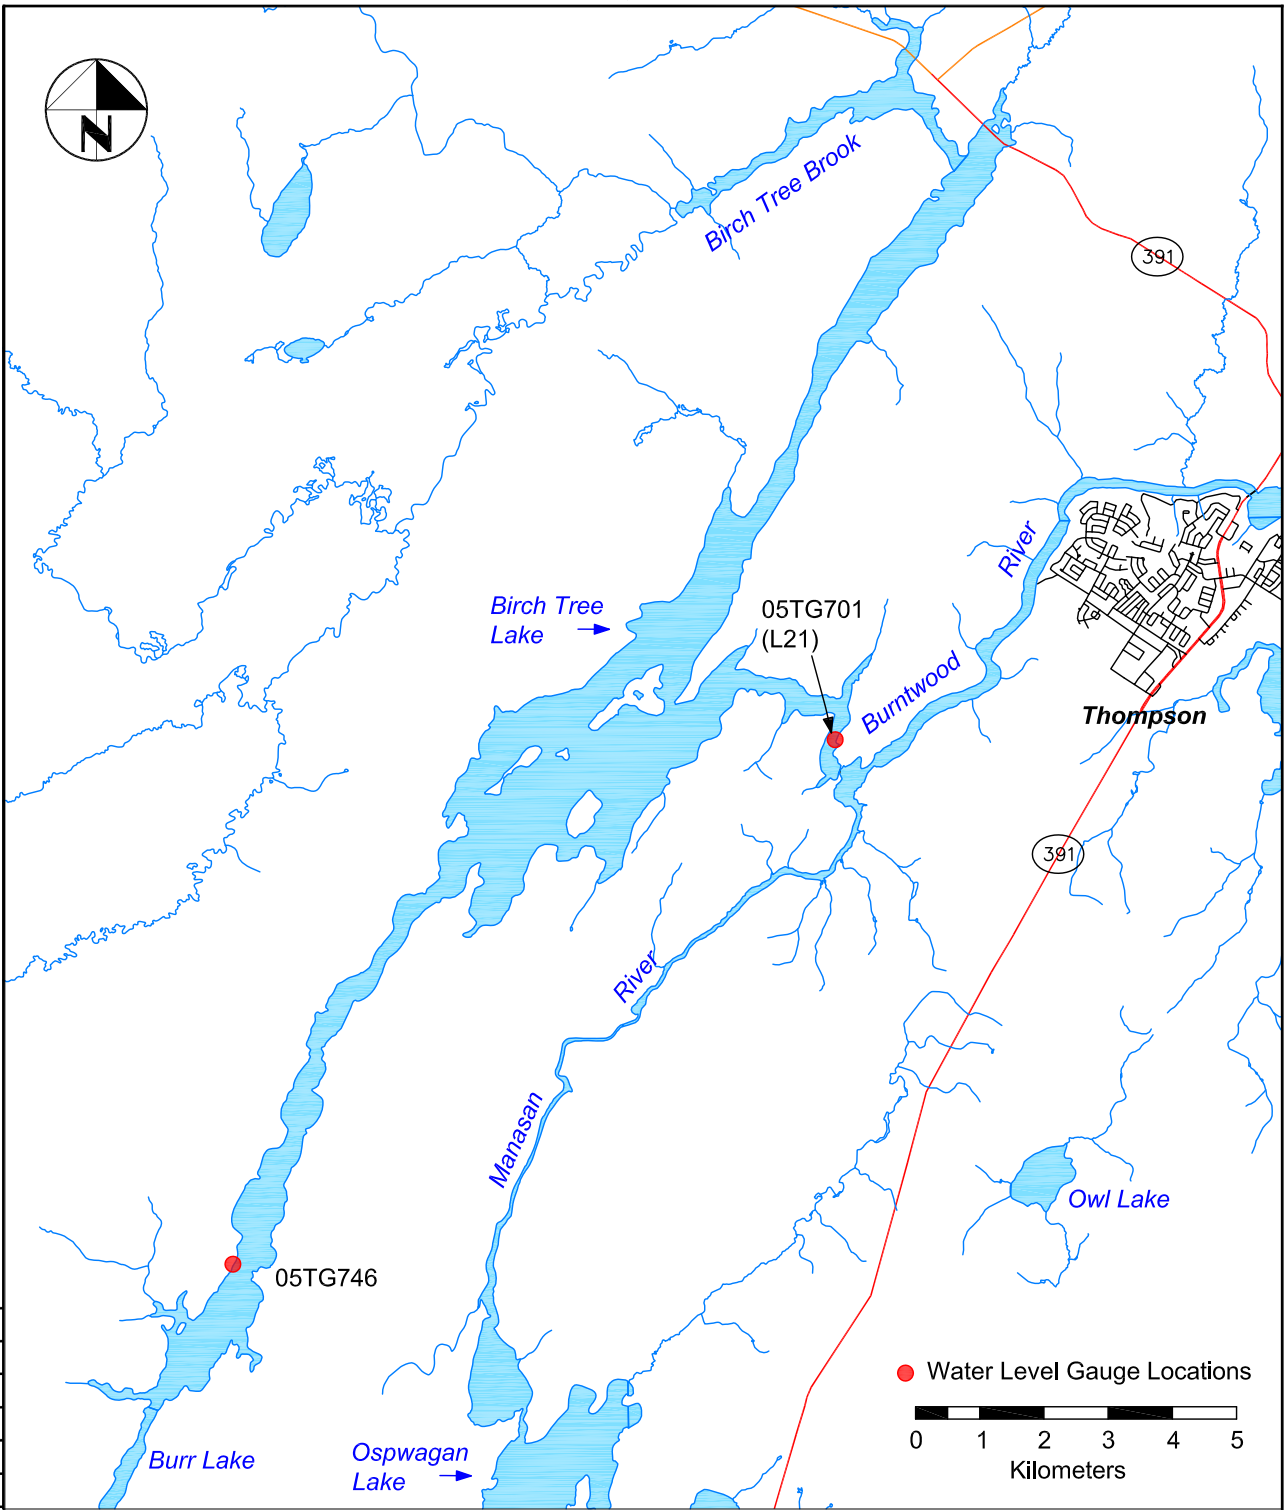 N
Birch Tree Brook
391
River
Birch Tree
Lake
05TG701
(L21)
Burntwood
Thompson
391
River
Manasan
Owl Lake
05TG746
Water Level Gauge Locations
0 1 2 3 4 5
Kilometers
Burr Lake
Ospwagan
Lake